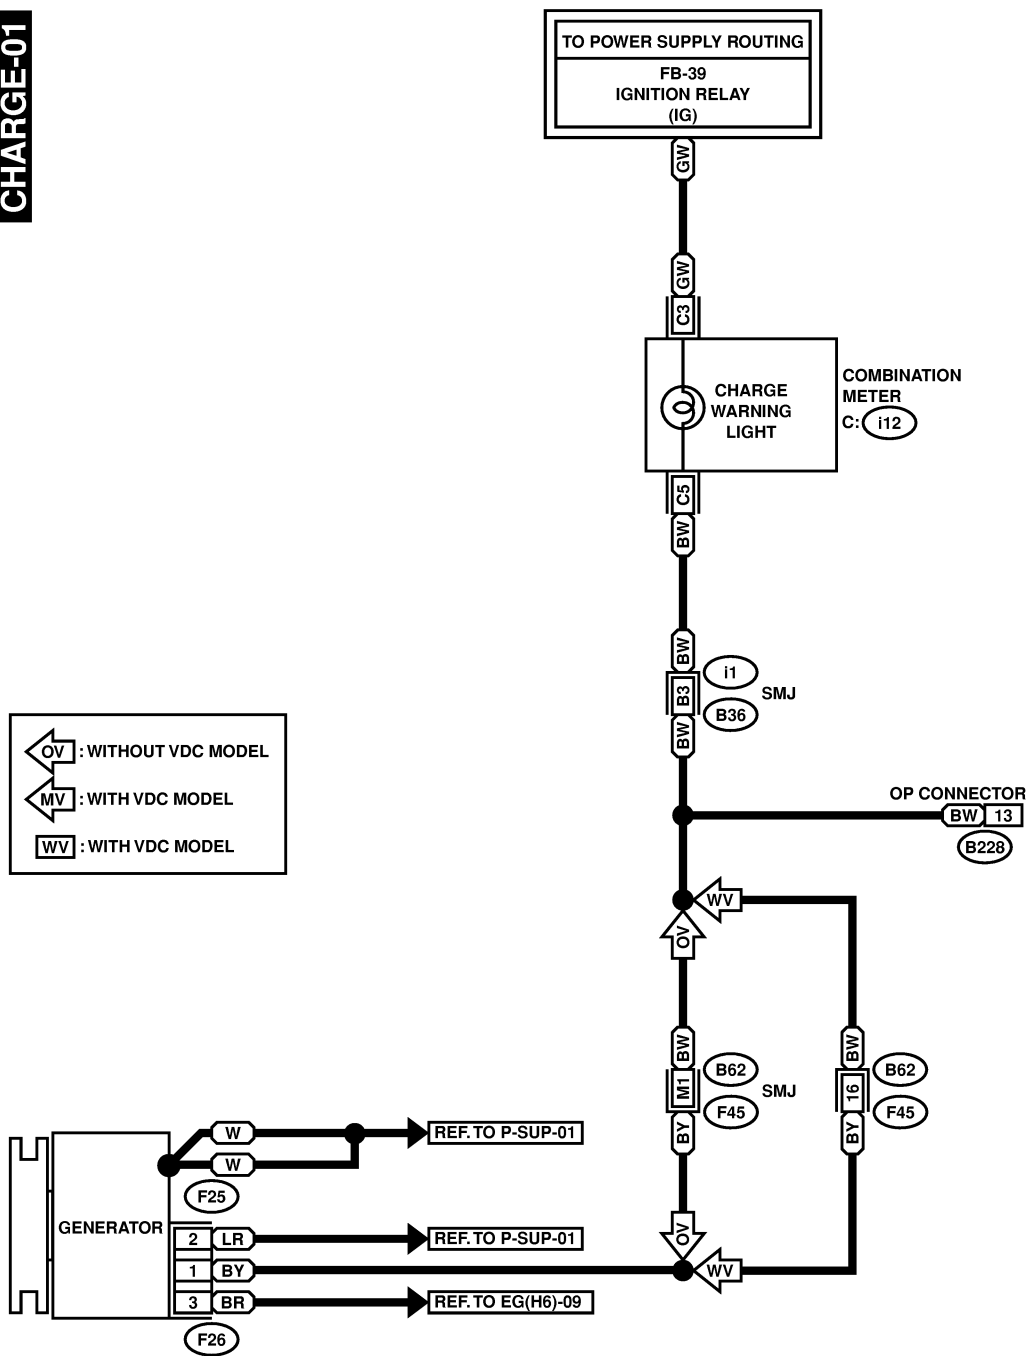 CHARGE-01
TO POWER SUPPLY ROUTING
FB-39
IGNITION RELAY
(IG)
GW
GW
C3
CHARGE
WARNING
LIGHT
COMBINATION
METER
C: i12
C5
BW
BW
i1
B3
SMJ
B36
BW
OV : WITHOUT VDC MODEL
MV : WITH VDC MODEL
WV : WITH VDC MODEL
OP CONNECTOR
BW 13
B228
WV
OV
BW
B62
M1
SMJ
F45
BY
BW
B62
16
F45
BY
W
REF. TO P-SUP-01
W
F25
GENERATOR
2 LR
REF. TO P-SUP-01
OV
1 BY
WV
3 BR
REF. TO EG(H6)-09
F26